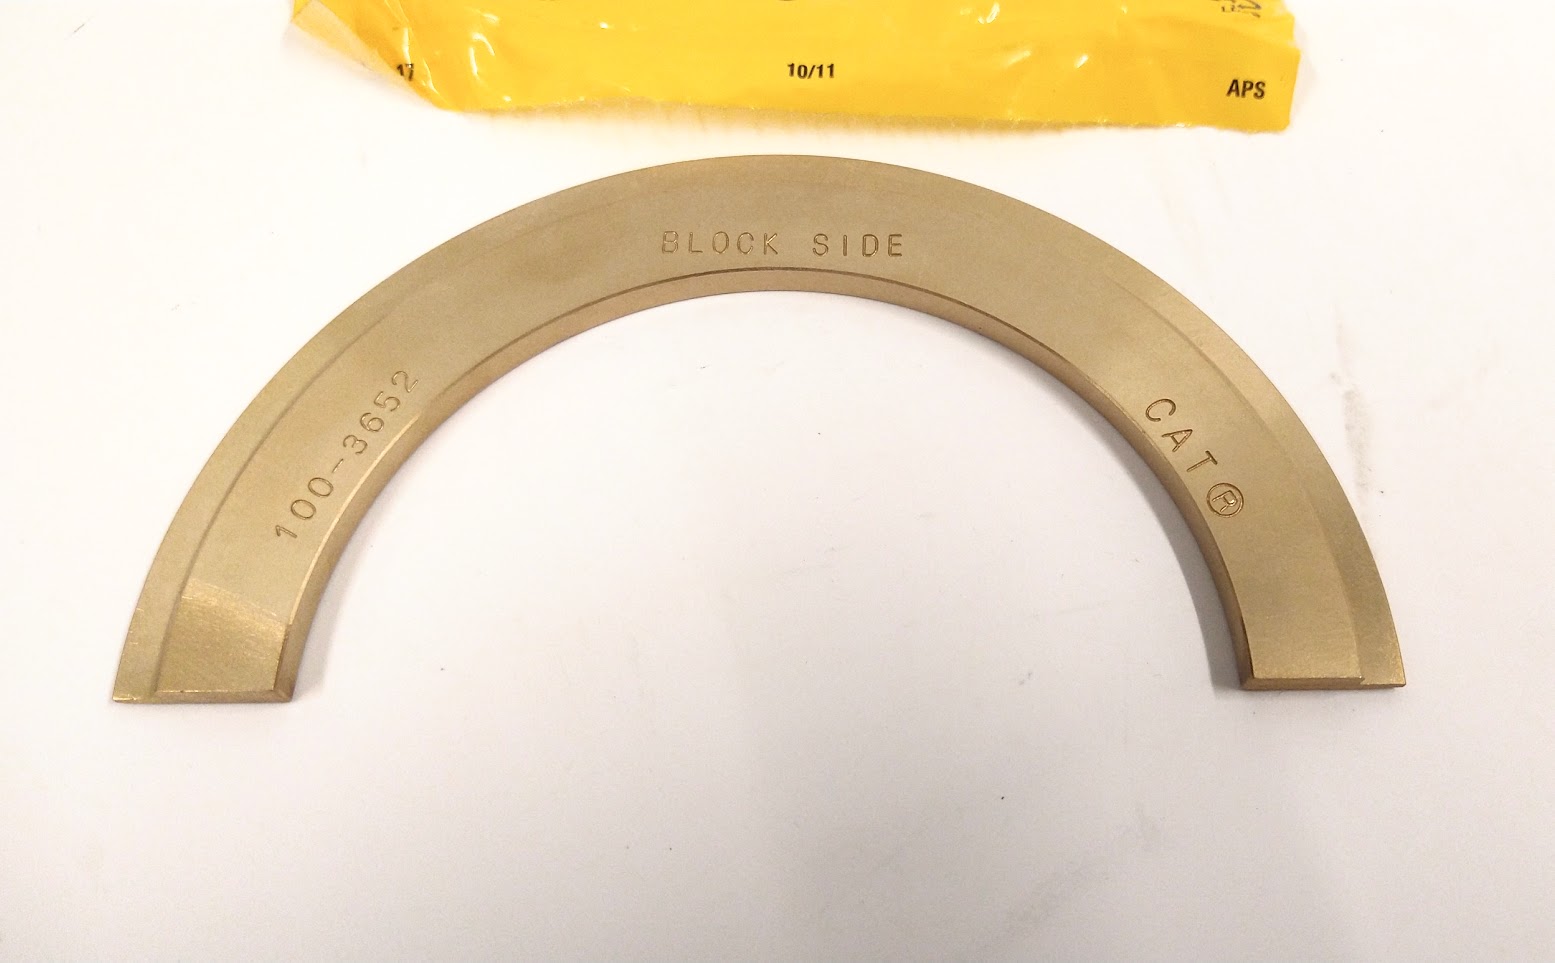 17
10/11
APS
BLOCK SIDE
100-3652
CAT®